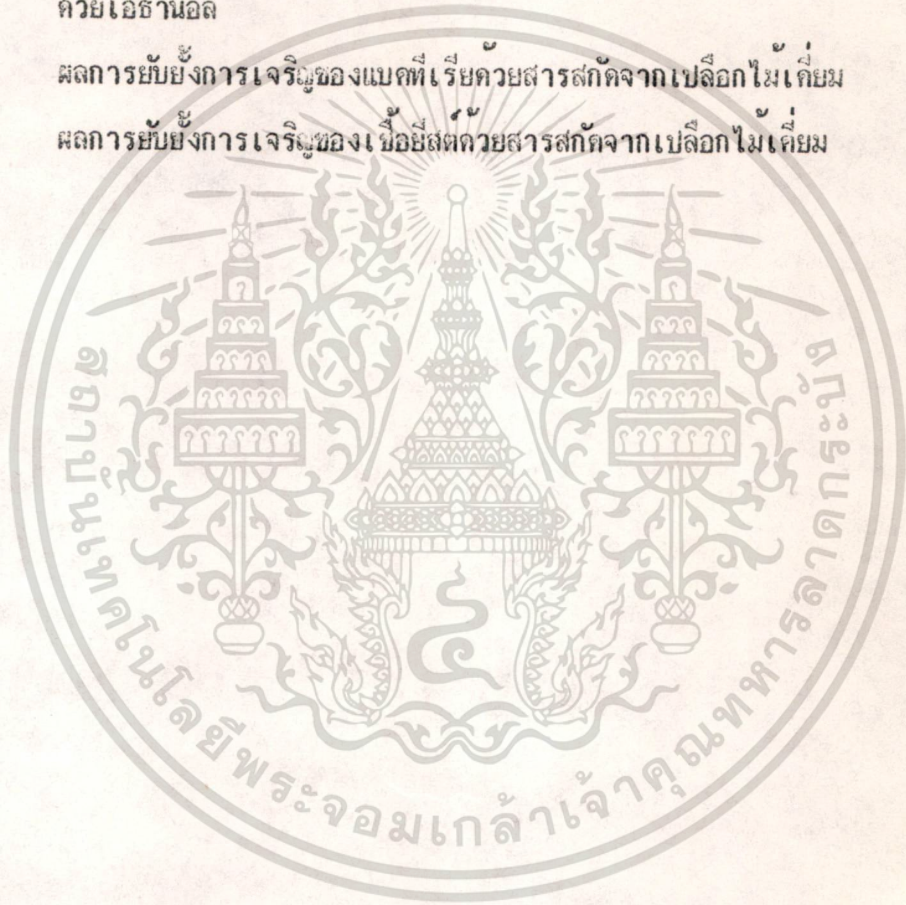 ด้วยเอธานอล
ผลการยับยั้งการเจริญของแบคทีเรียด้วยสารสกัดจากเปลือกไม้เคี่ยม
ผลการยับยั้งการเจริญของเชื้อยีสต์ด้วยสารสกัดจากเปลือกไม้เคี่ยม
สถาบันเทคโนโลยีพระจอมเกล้าเจ้าคุณทหารลาดกระบัง
๔